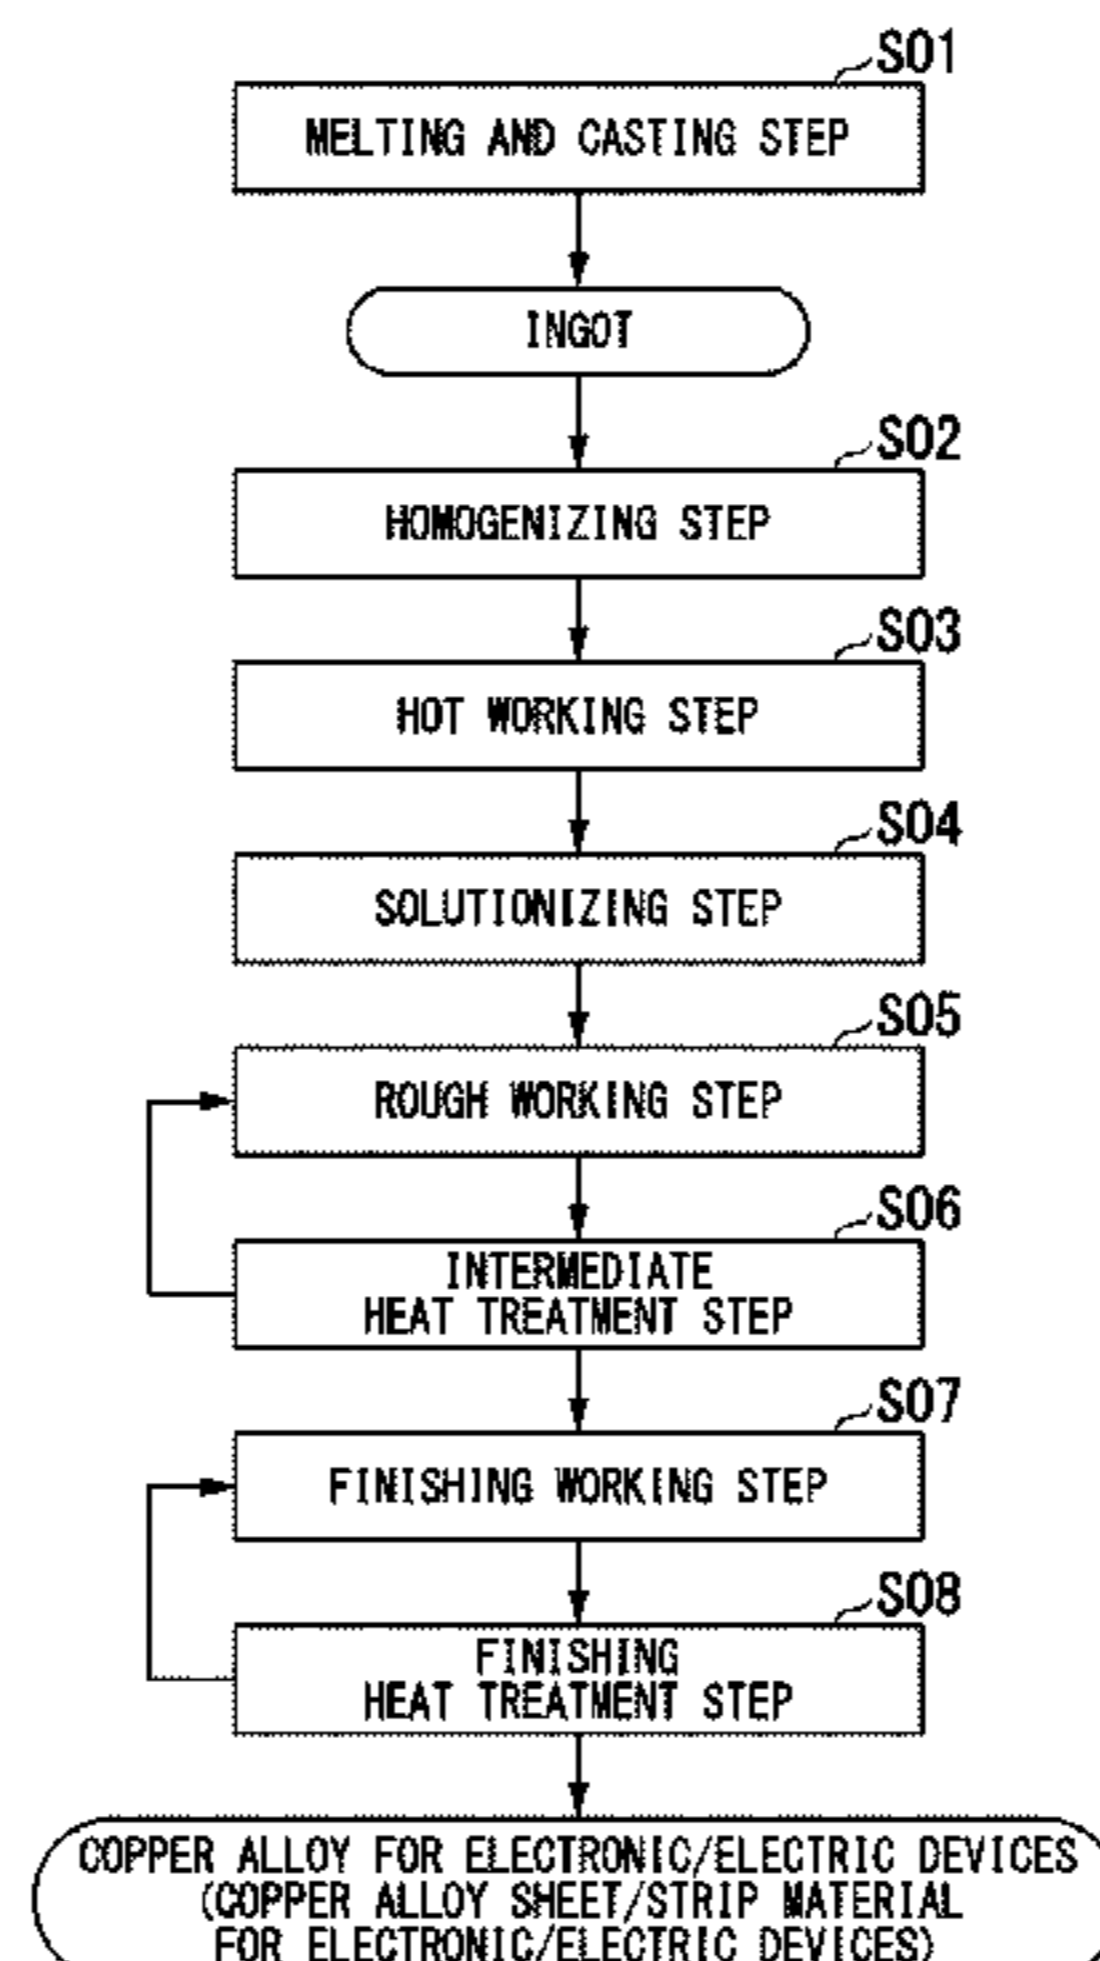 S01
MELTING AND CASTING STEP
INGOT
S02
HOMOGENIZING STEP
S03
HOT WORKING STEP
S04
SOLUTIONIZING STEP
S05
ROUGH WORKING STEP
S06
INTERMEDIATE
HEAT TREATMENT STEP
S07
FINISHING WORKING STEP
S08
FINISHING
HEAT TREATMENT STEP
COPPER ALLOY FOR ELECTRONIC/ELECTRIC DEVICES
(COPPER ALLOY SHEET/STRIP MATERIAL
FOR ELECTRONIC/ELECTRIC DEVICES)